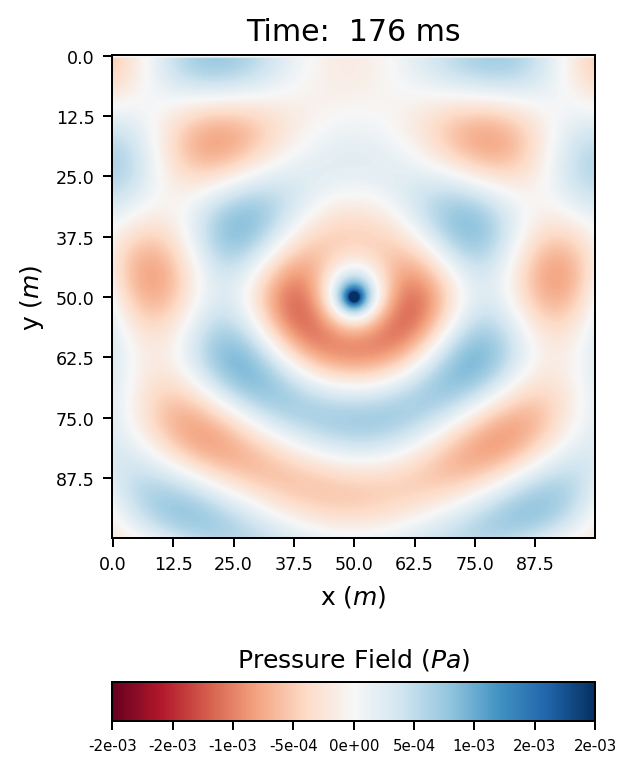 Time:  176 ms
0.0
12.5
25.0
37.5
50.0
62.5
75.0
87.5
y (m)
0.0 12.5 25.0 37.5 50.0 62.5 75.0 87.5
x (m)
Pressure Field (Pa)
-2e-03 -2e-03 -1e-03 -5e-04 0e+00 5e-04 1e-03 2e-03 2e-03